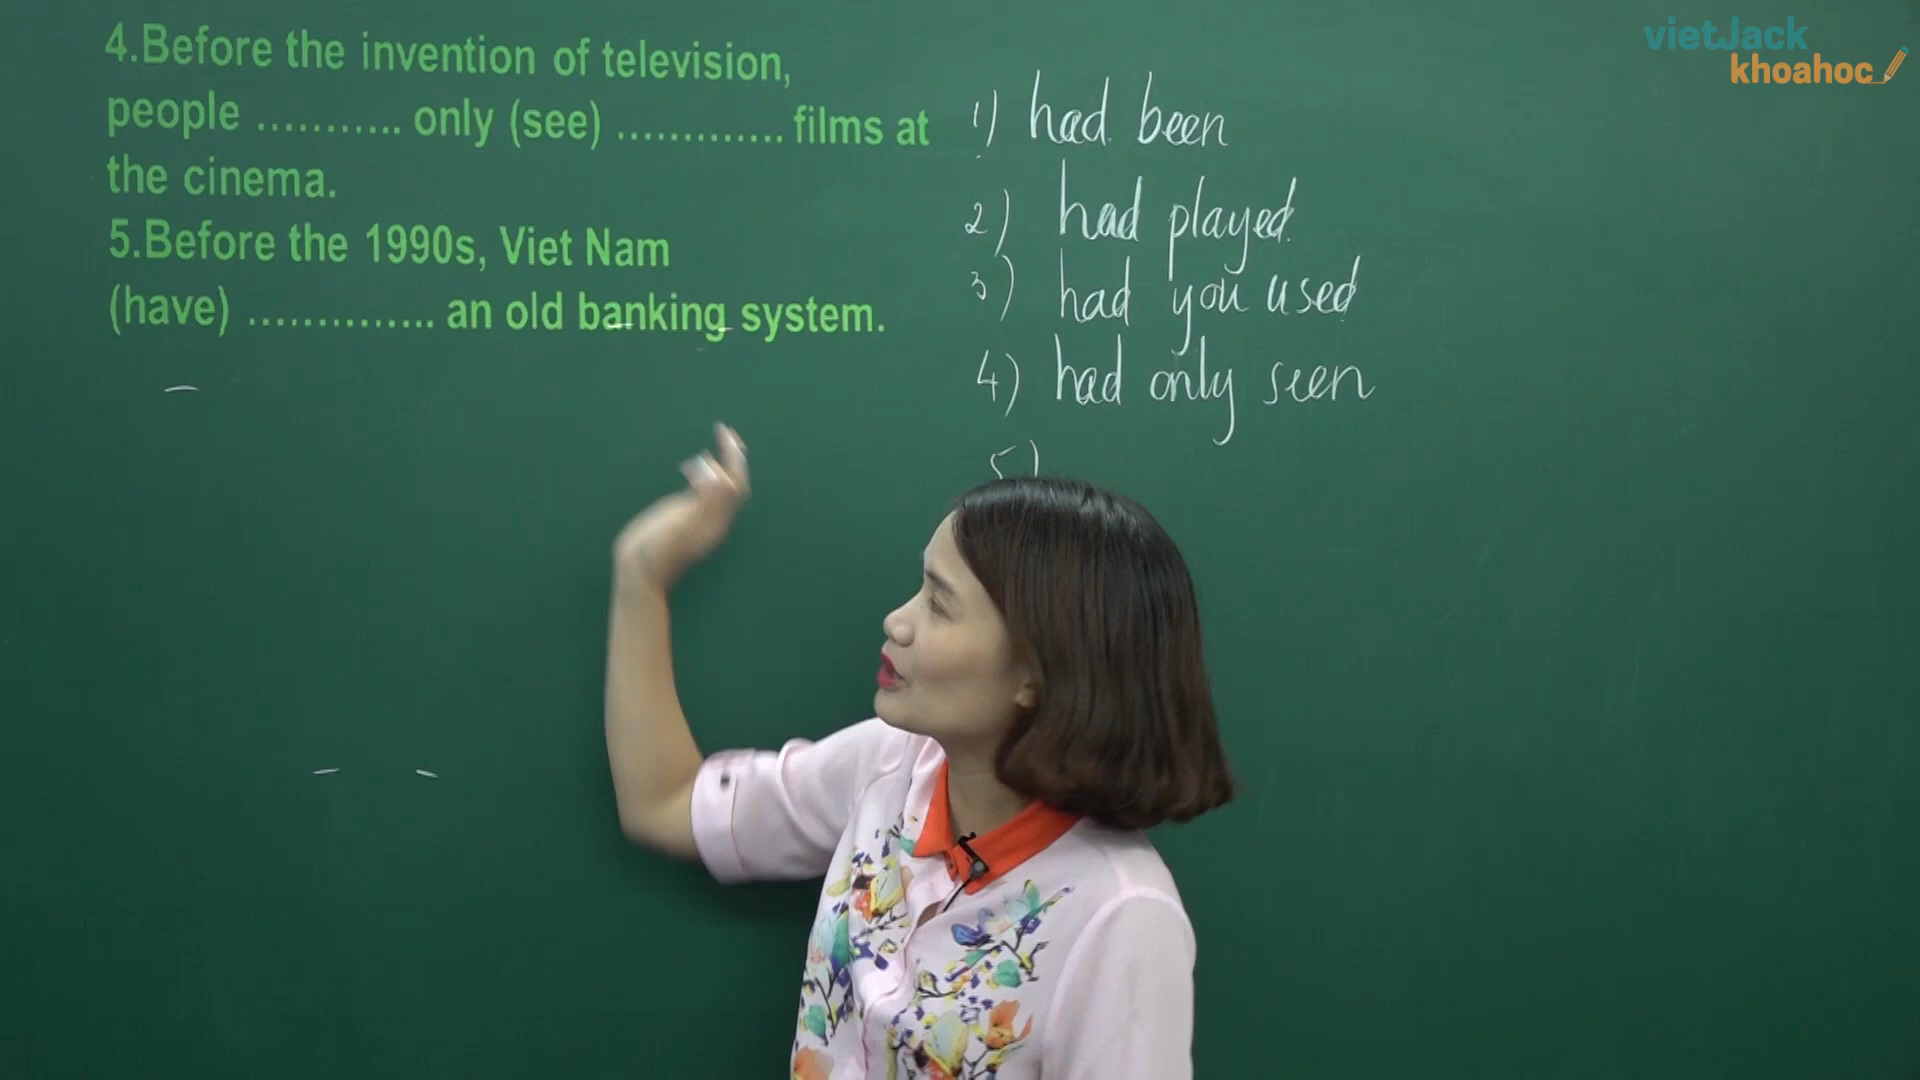 4.Before the invention of television,
people ........... only (see) ............. films at
the cinema.
5.Before the 1990s, Viet Nam
(have) .............. an old banking system.
1) had been
2) had played.
3) had you used
4) had only seen
5)
vietJack
khoahoc